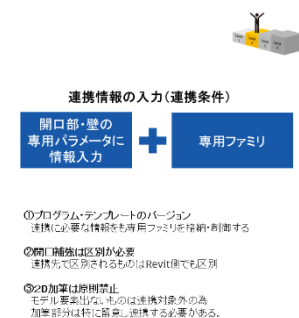 連携情報の入力(連携条件)
開口部・壁の
専用パラメータに
情報入力
専用ファミリ
①プログラム・テンプレートのバージョン
連携に必要な情報をも専用ファミリを格納・制御する
②開口補強は区別が必要
連携先で区別されるものはRevit側でも区別
③2D加筆は原則禁止
モデル要素出ないものは連携対象外の為
加筆部分は特に留意し連携する必要がある。